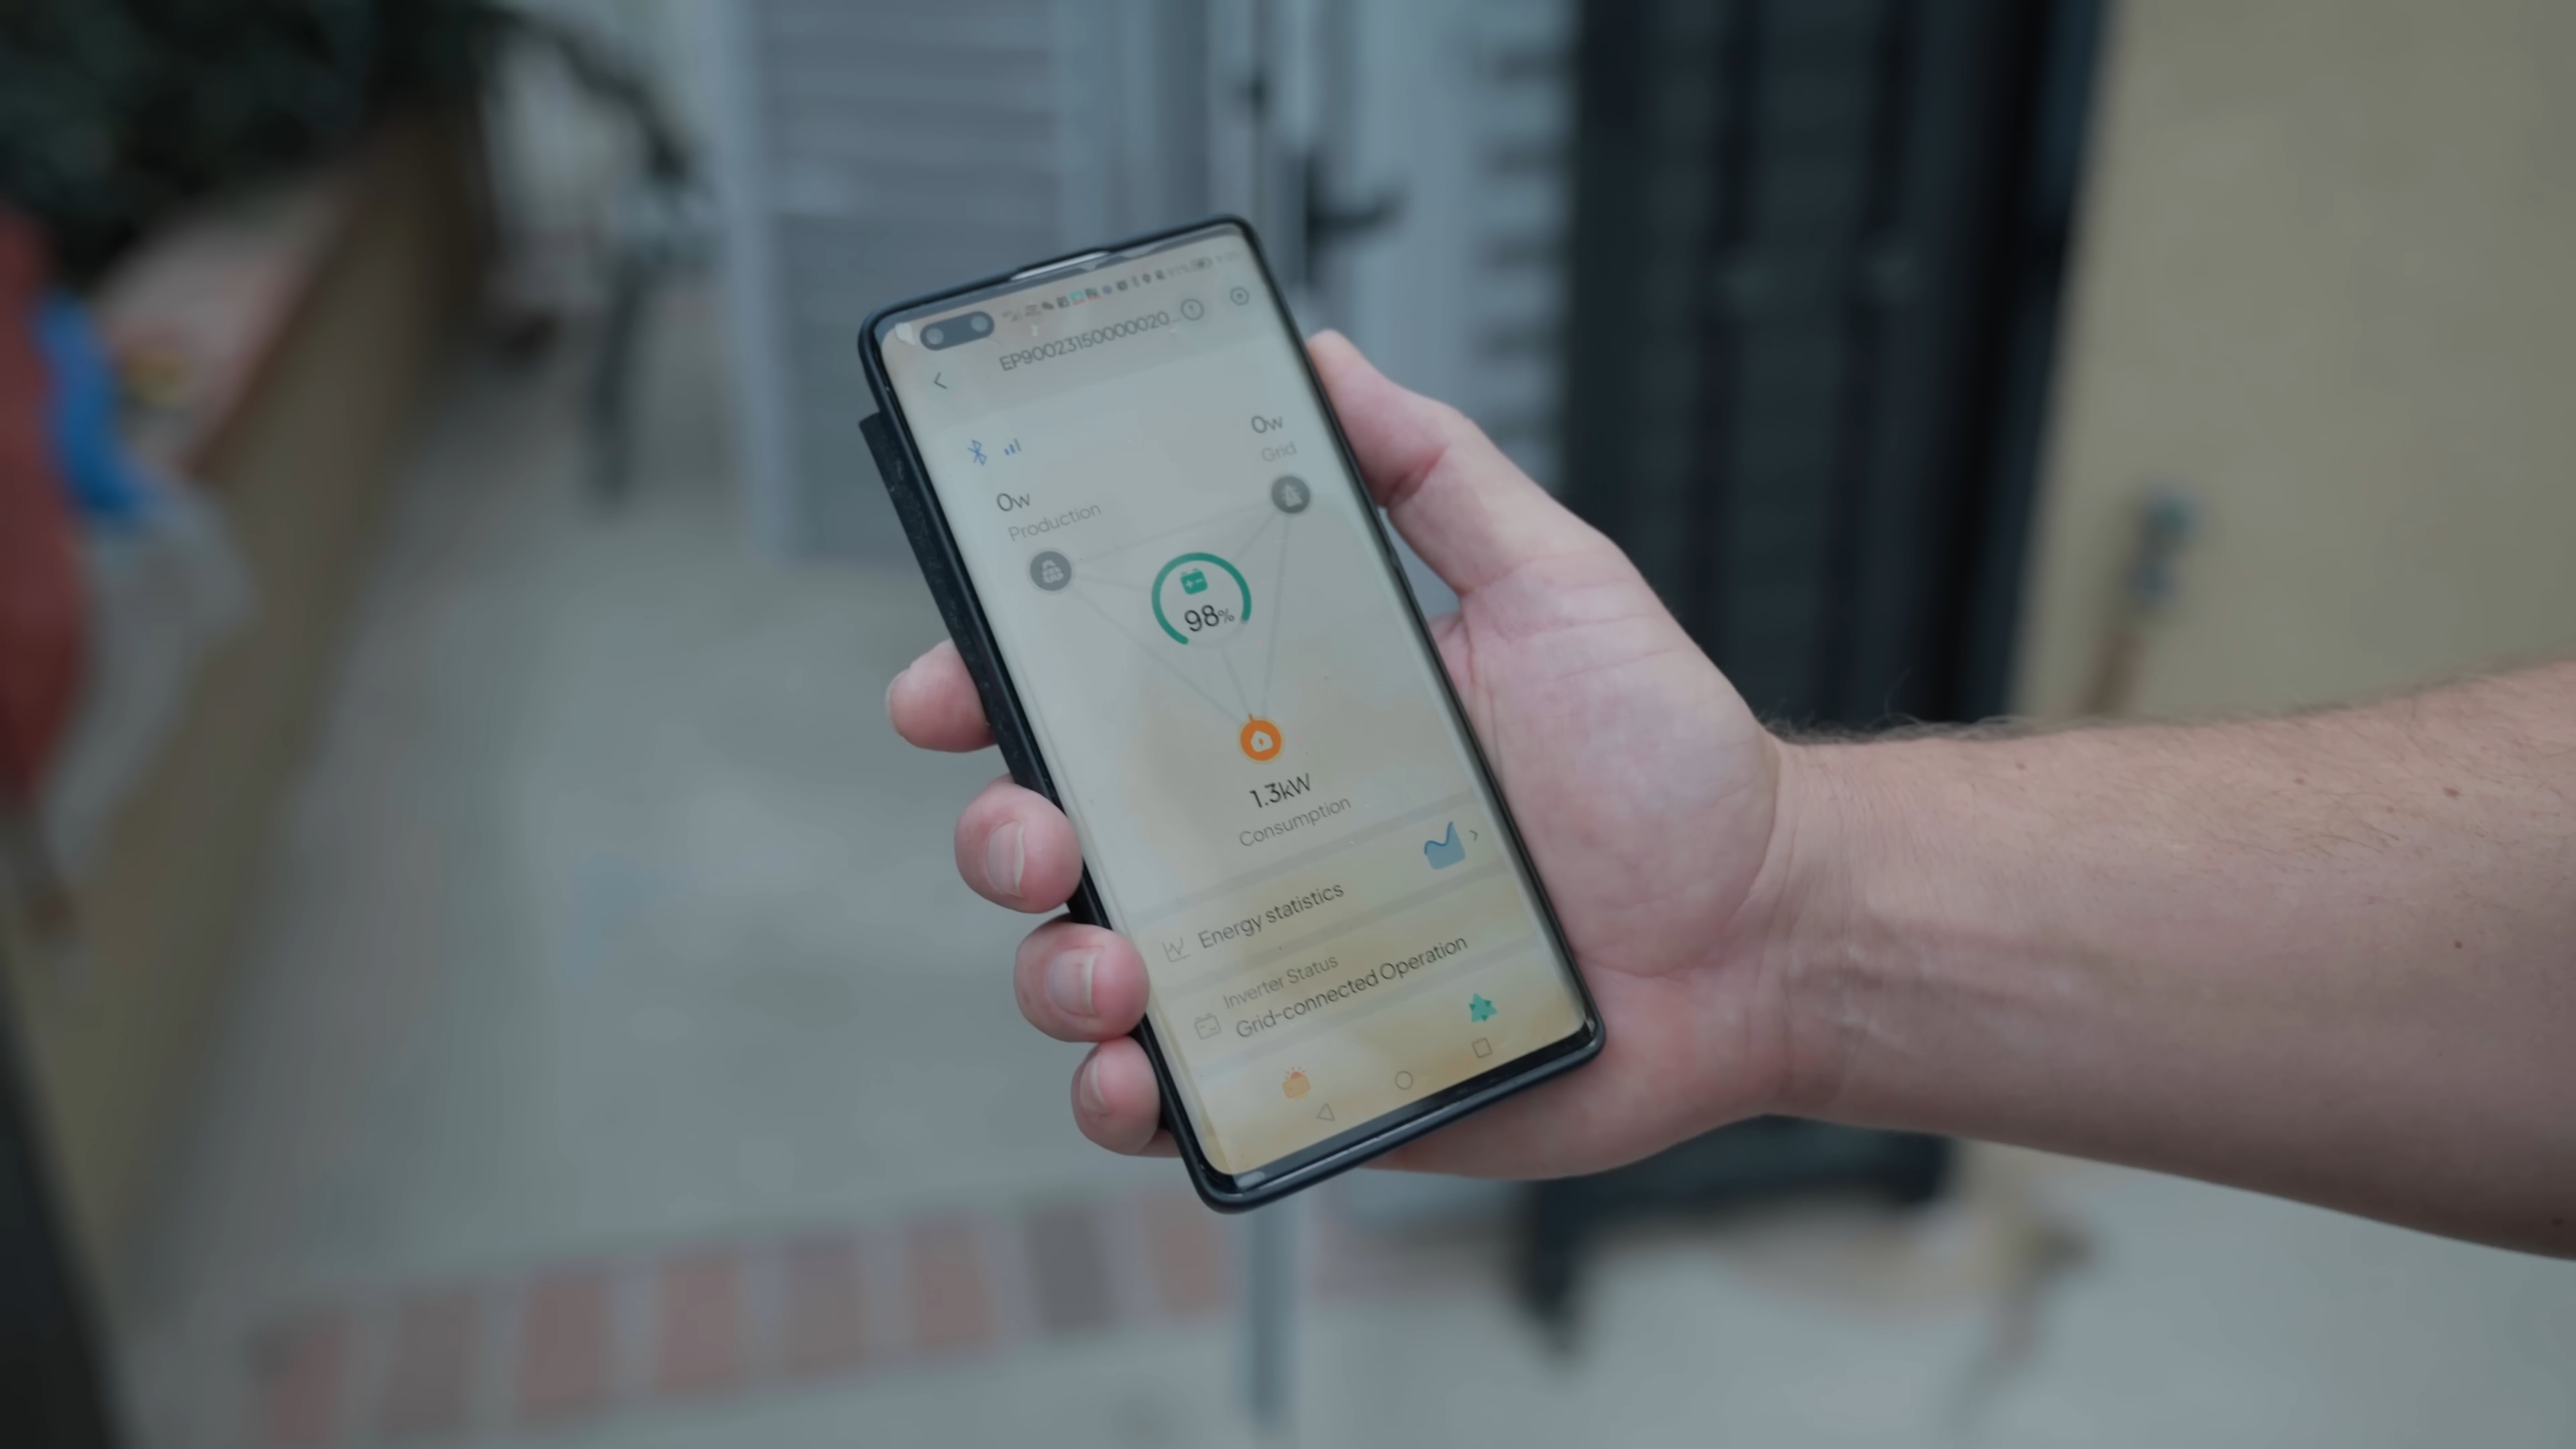 EP90023150000020...
0w
Grid
0w
Production
98%
1.3kW
Consumption
Energy statistics
Inverter Status
Grid-connected Operation